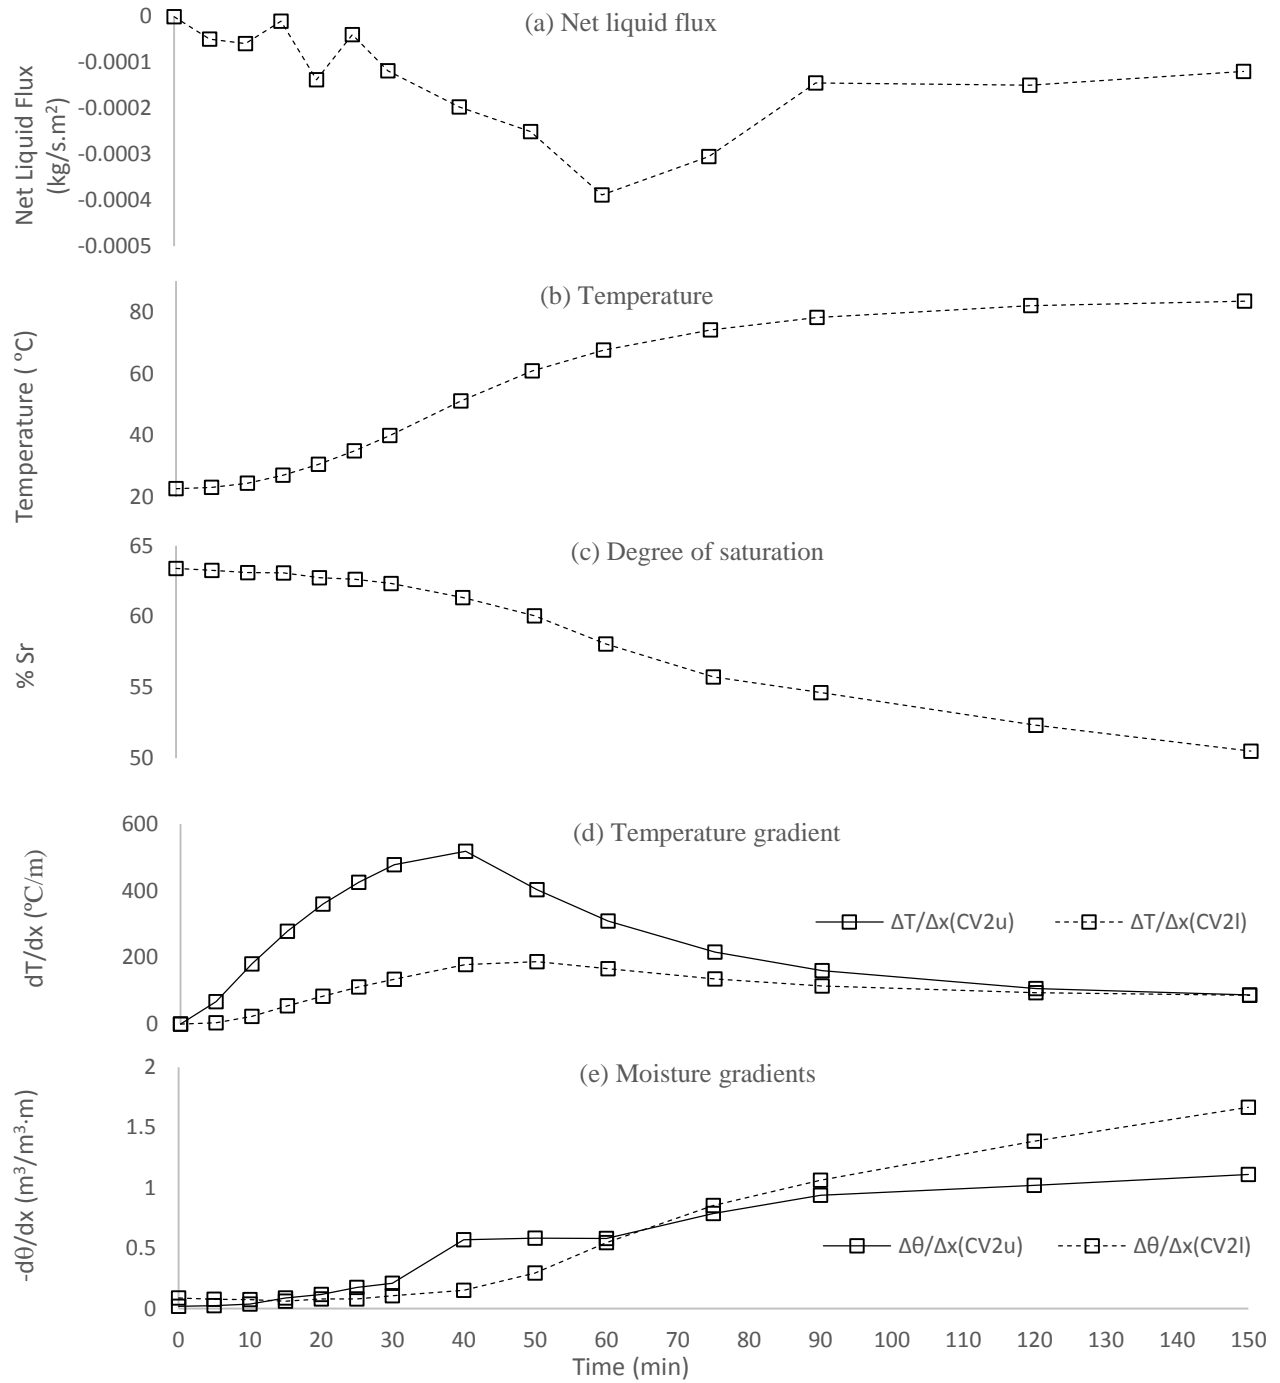 (a) Net liquid flux
Net Liquid Flux
(kg/s.m²)
0
-0.0001
-0.0002
-0.0003
-0.0004
-0.0005
(b) Temperature
Temperature ( °C)
80
60
40
20
(c) Degree of saturation
% Sr
65
60
55
50
(d) Temperature gradient
dT/dx (°C/m)
600
400
200
0
ΔT/Δx(CV2u) ΔT/Δx(CV2l)
(e) Moisture gradients
-dθ/dx (m³/m³·m)
2
1.5
1
0.5
0
Δθ/Δx(CV2u) Δθ/Δx(CV2l)
0 10 20 30 40 50 60 70 80 90 100 110 120 130 140 150
Time (min)